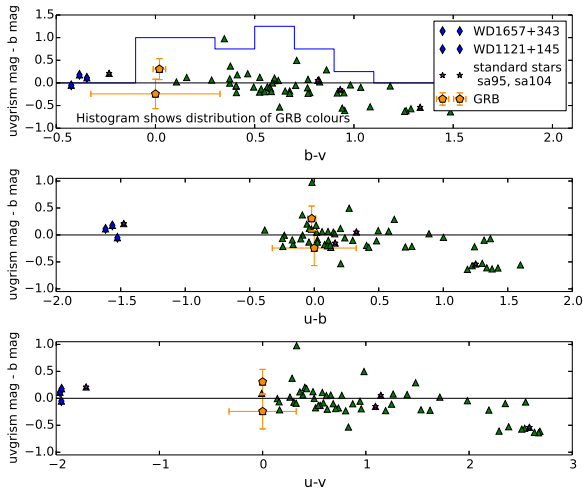 1.5
1.0
0.5
0.0
−0.5
−1.0
uvgrism mag - b mag
WD1657+343
WD1121+145
standard stars
sa95, sa104
GRB
Histogram shows distribution of GRB colours
−0.5 0.0 0.5 1.0 1.5 2.0
b-v
1.0
0.5
0.0
−0.5
−1.0
uvgrism mag - b mag
−2.0 −1.5 −1.0 −0.5 0.0 0.5 1.0 1.5 2.0
u-b
1.0
0.5
0.0
−0.5
−1.0
uvgrism mag - b mag
−2 −1 0 1 2 3
u-v